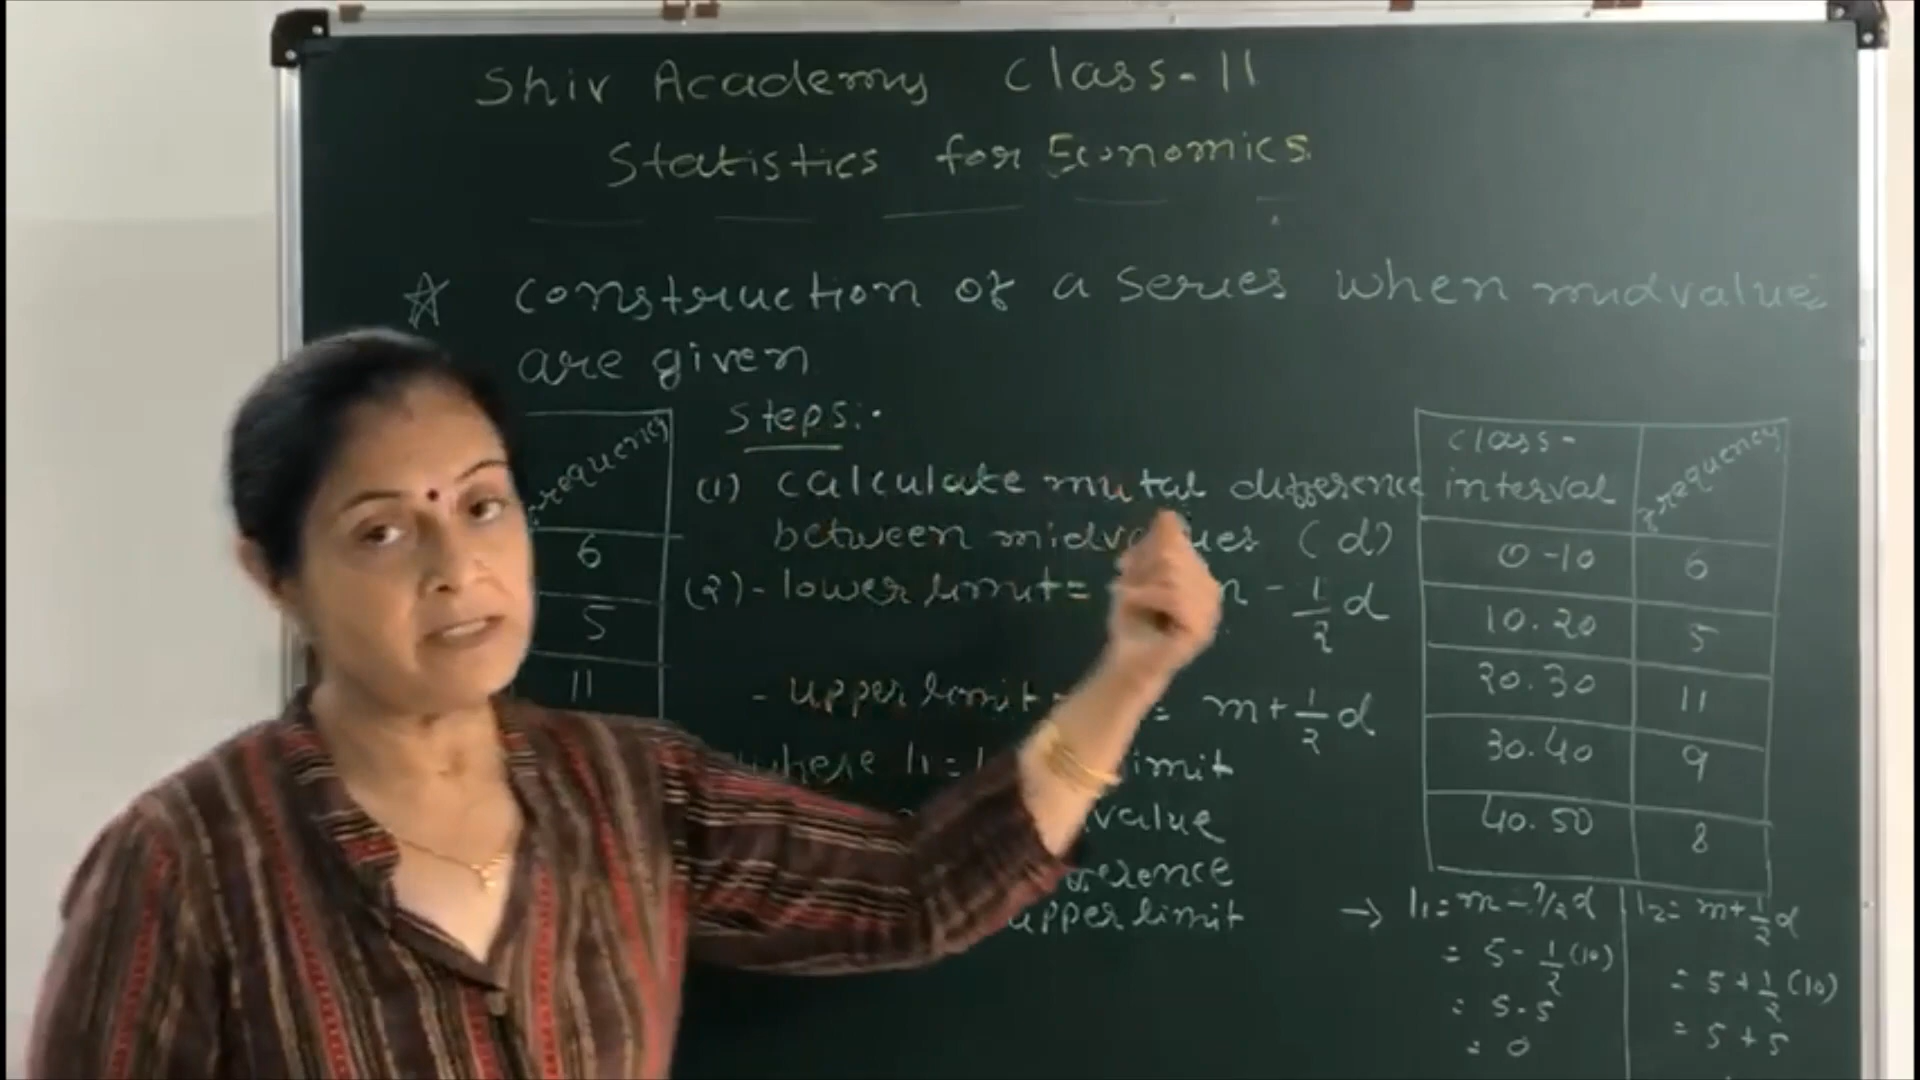 Shiv Academy Class-11
Statistics for Economics
☆ construction of a series when midvalues
are given
frequency
6
5
11
Steps:-
(1) calculate mutal difference
between (d)
(2) - lower limit = - 1/2 d
- upper limit = = m + 1/2 d
where l1 = limit
value
upper limit
class- frequency
interval
0-10 6
10.20 5
20.30 11
30.40 9
40.50 8
→ l1 = m - 1/2 d
= 5 - 1/2 (10)
= 5 - 5
= 0
l2 = m + 1/2 d
= 5 + 1/2 (10)
= 5 + 5